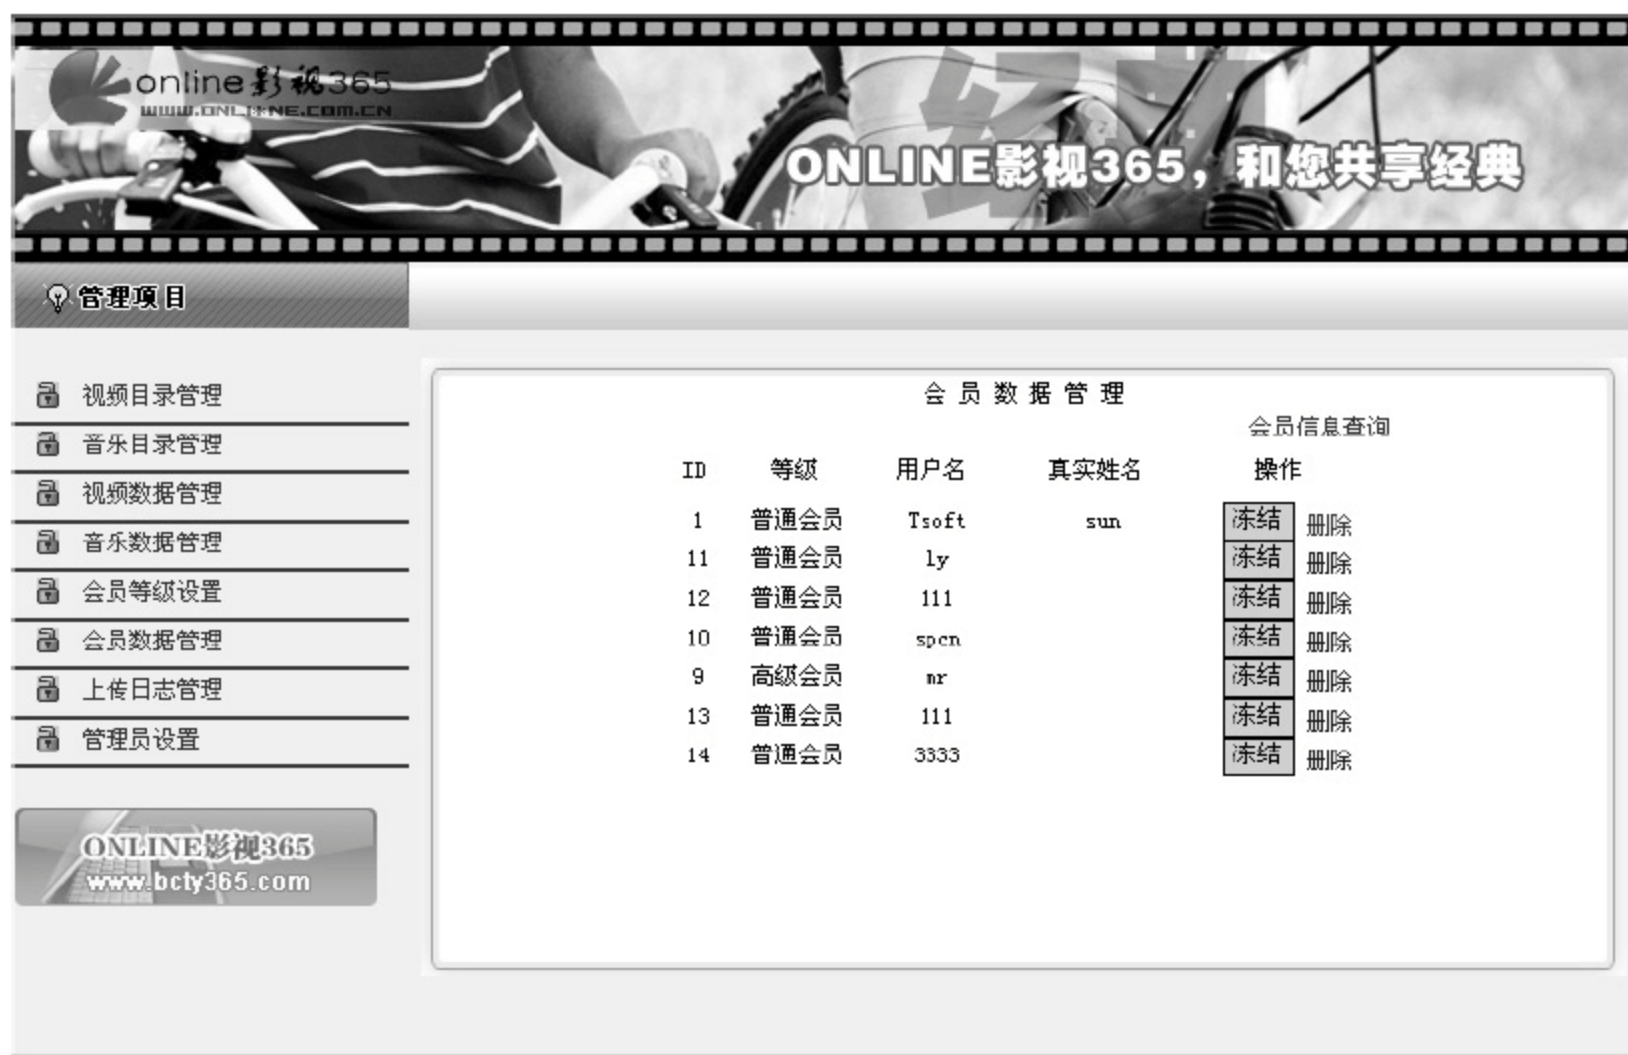 online影视365
WWW.ONLINE.COM.CN
经典
ONLINE影视365，和您共享经典
管理项目
视频目录管理
音乐目录管理
视频数据管理
音乐数据管理
会员等级设置
会员数据管理
上传日志管理
管理员设置
ONLINE影视365
www.bcty365.com
会员数据管理
会员信息查询
ID 等级 用户名 真实姓名 操作
1 普通会员 Tsoft sun 冻结 删除
11 普通会员 ly 冻结 删除
12 普通会员 111 冻结 删除
10 普通会员 spcn 冻结 删除
9 高级会员 mr 冻结 删除
13 普通会员 111 冻结 删除
14 普通会员 3333 冻结 删除